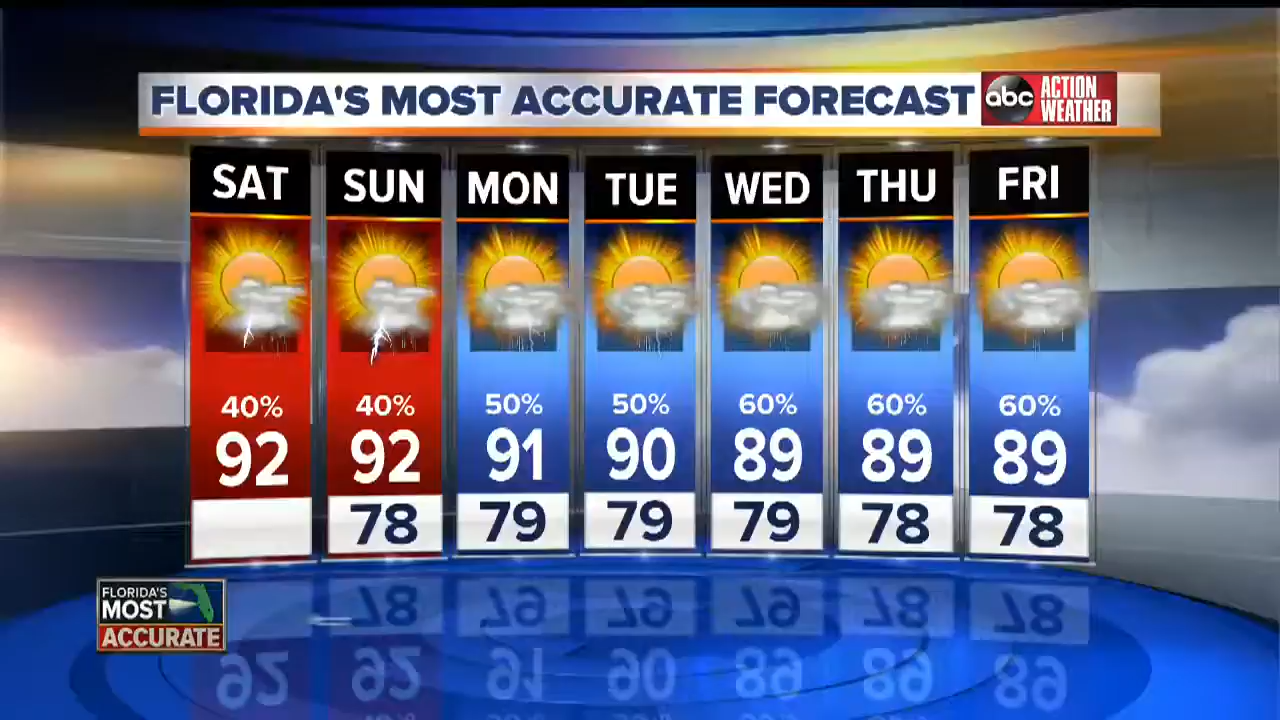 FLORIDA'S MOST ACCURATE FORECAST abc ACTION WEATHER
SAT SUN MON TUE WED THU FRI
40% 40% 50% 50% 60% 60% 60%
92 92 91 90 89 89 89
78 79 79 79 78 78
FLORIDA'S
MOST
ACCURATE